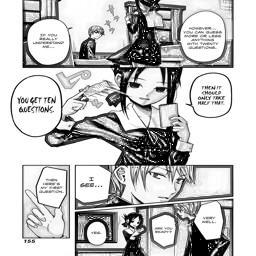 HOWEVER...
YOU CAN GUESS
MORE OR LESS
ANYTHING
WITH TWENTY
QUESTIONS.
IF YOU
REALLY
UNDERSTAND
ME...
THEN IT
SHOULD
ONLY TAKE
HALF THAT.
YOU GET TEN
QUESTIONS.
I
SEE...
THEN
HERE IS
MY FIRST
QUESTION.
VERY
WELL.
ARE YOU
READY?
YES.
155